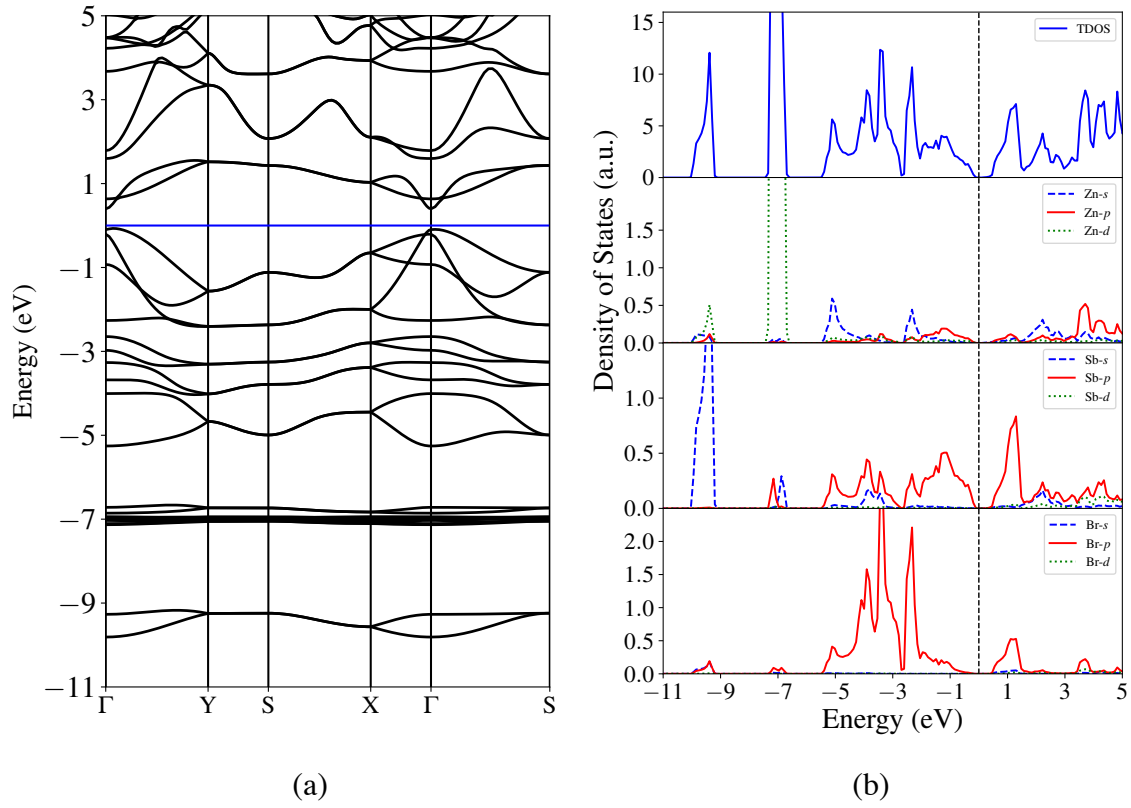 Energy (eV)
5
3
1
−1
−3
−5
−7
−9
−11
Γ Y S X Γ S
(a)
Density of States (a.u.)
15
10
5
0
TDOS
1.5
1.0
0.5
0.0
Zn-s
Zn-p
Zn-d
1.0
0.5
0.0
Sb-s
Sb-p
Sb-d
2.0
1.5
1.0
0.5
0.0
Br-s
Br-p
Br-d
−11 −9 −7 −5 −3 −1 1 3 5
Energy (eV)
(b)